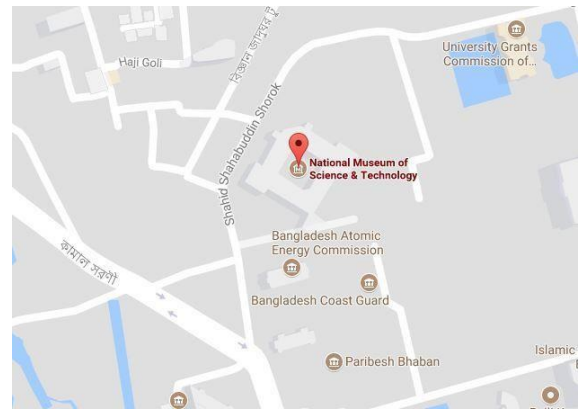 Haji Goli
বিজ্ঞান জাদুঘর
University Grants
Commission of...
Shahid Shahabuddin Shorok
National Museum of
Science & Technology
Bangladesh Atomic
Energy Commission
Bangladesh Coast Guard
কামাল সরণী
Paribesh Bhaban
Islamic